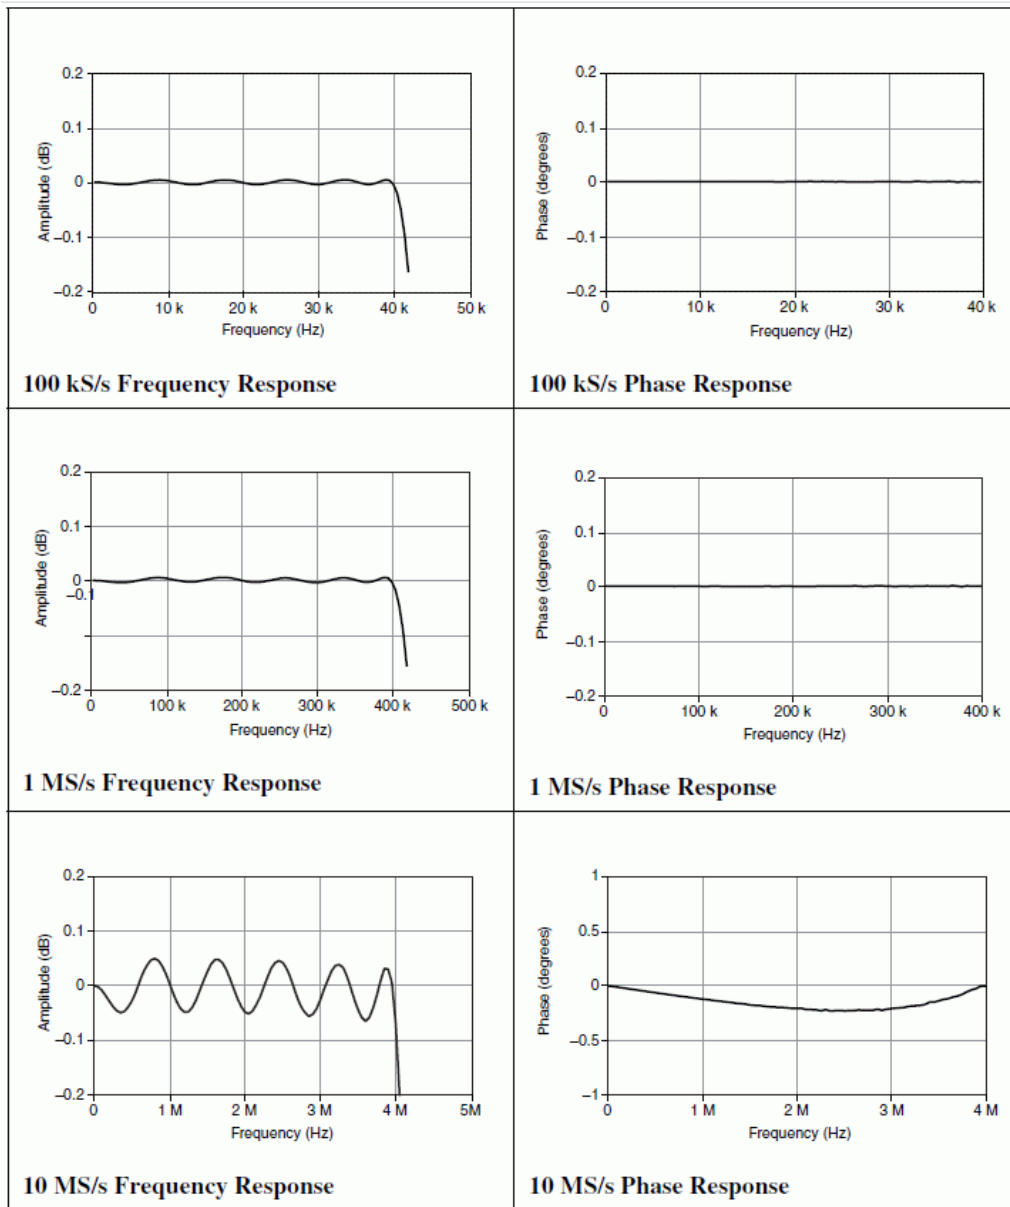 0.2
0.1
0
–0.1
–0.2
Amplitude (dB)
0 10 k 20 k 30 k 40 k 50 k
Frequency (Hz)
100 kS/s Frequency Response
0.2
0.1
0
–0.1
–0.2
Phase (degrees)
0 10 k 20 k 30 k 40 k
Frequency (Hz)
100 kS/s Phase Response
0.2
0.1
0
–0.1
–0.2
Amplitude (dB)
0 100 k 200 k 300 k 400 k 500 k
Frequency (Hz)
1 MS/s Frequency Response
0.2
0.1
0
–0.1
–0.2
Phase (degrees)
0 100 k 200 k 300 k 400 k
Frequency (Hz)
1 MS/s Phase Response
0.2
0.1
0
–0.1
–0.2
Amplitude (dB)
0 1 M 2 M 3 M 4 M 5M
Frequency (Hz)
10 MS/s Frequency Response
1
0.5
0
–0.5
–1
Phase (degrees)
0 1 M 2 M 3 M 4 M
Frequency (Hz)
10 MS/s Phase Response